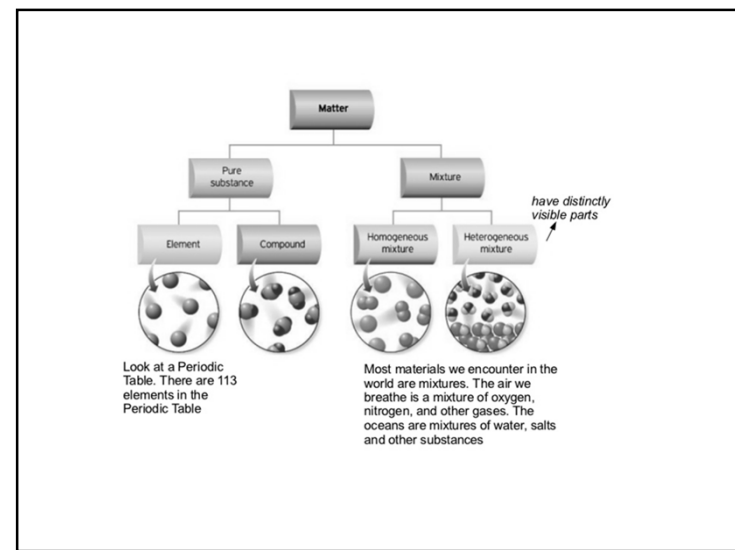 Matter
Pure
substance
Mixture
have distinctly
visible parts
Element
Compound
Homogeneous
mixture
Heterogeneous
mixture
Look at a Periodic
Table. There are 113
elements in the
Periodic Table
Most materials we encounter in the
world are mixtures. The air we
breathe is a mixture of oxygen,
nitrogen, and other gases. The
oceans are mixtures of water, salts
and other substances